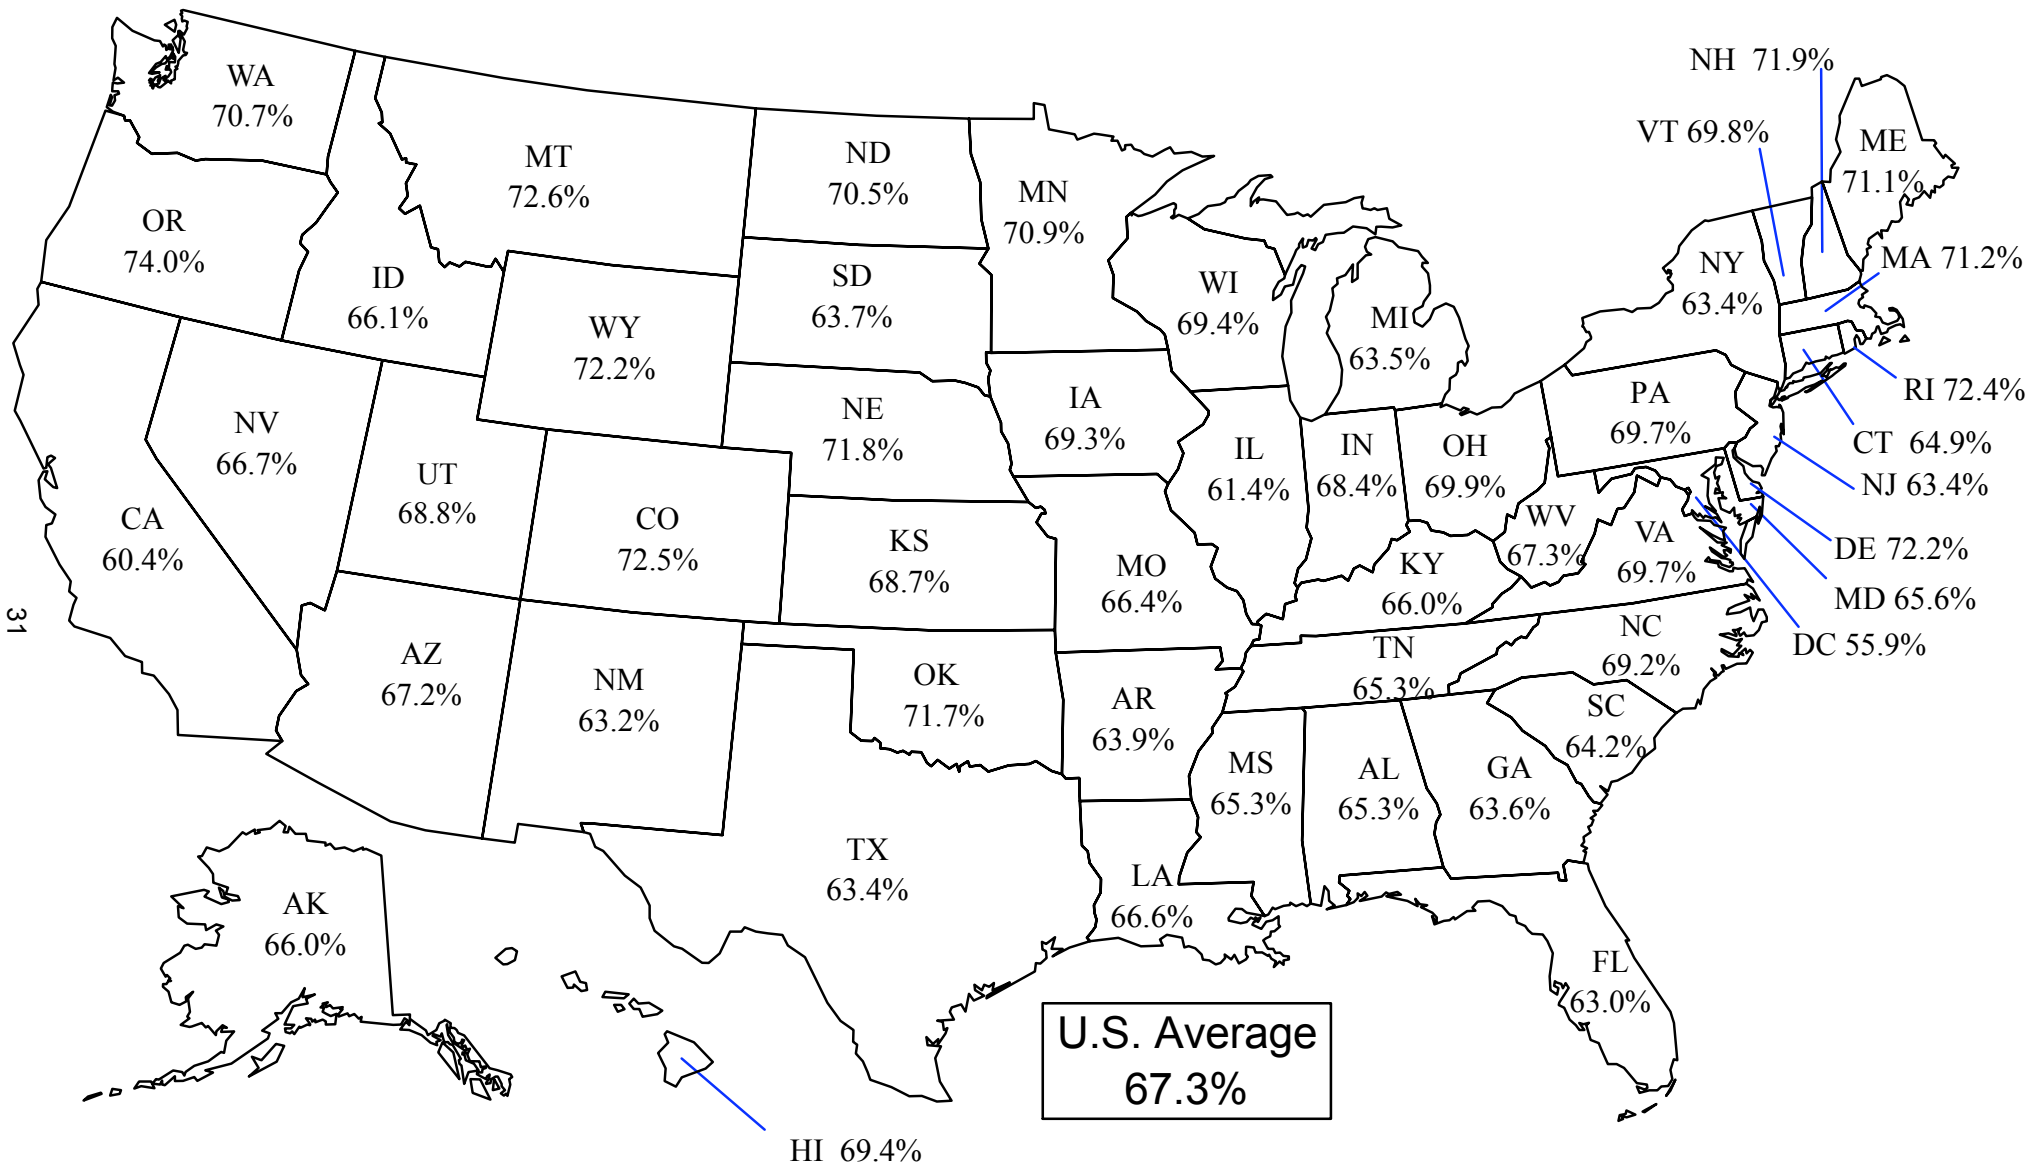 NH 71.9%
WA
70.7%
VT 69.8%
ME
71.1%
MT
72.6%
ND
70.5%
MN
70.9%
OR
74.0%
MA 71.2%
ID
66.1%
SD
63.7%
WI
69.4%
NY
63.4%
MI
63.5%
WY
72.2%
RI 72.4%
PA
69.7%
IA
69.3%
NE
71.8%
NV
66.7%
CT 64.9%
IL
61.4%
IN
68.4%
OH
69.9%
UT
68.8%
NJ 63.4%
CA
60.4%
CO
72.5%
WV
67.3%
VA
69.7%
KS
68.7%
DE 72.2%
MO
66.4%
KY
66.0%
MD 65.6%
31
DC 55.9%
NC
69.2%
TN
65.3%
AZ
67.2%
NM
63.2%
OK
71.7%
AR
63.9%
SC
64.2%
MS
65.3%
AL
65.3%
GA
63.6%
TX
63.4%
LA
66.6%
AK
66.0%
FL
63.0%
U.S. Average
67.3%
HI 69.4%